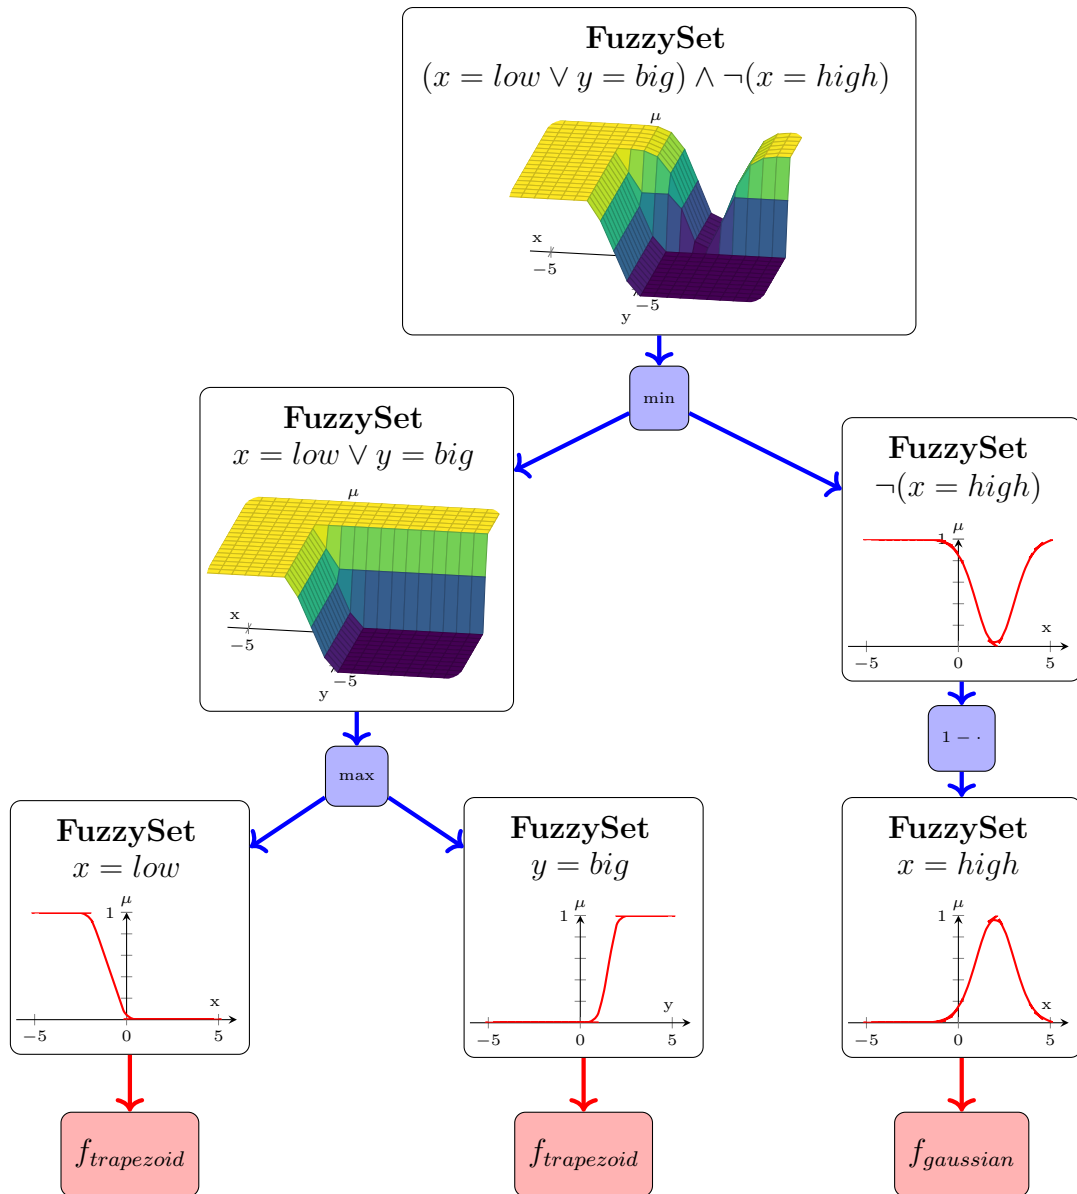 FuzzySet
(x = low ∨ y = big) ∧ ¬(x = high)
μ
x
−5
−5
y
min
FuzzySet
x = low ∨ y = big
μ
x
−5
−5
y
FuzzySet
¬(x = high)
μ
1
x
−5
0
5
max
1 − ·
FuzzySet
x = low
μ
1
x
−5
0
5
FuzzySet
y = big
μ
1
y
−5
0
5
FuzzySet
x = high
μ
1
x
−5
0
5
f_trapezoid
f_trapezoid
f_gaussian